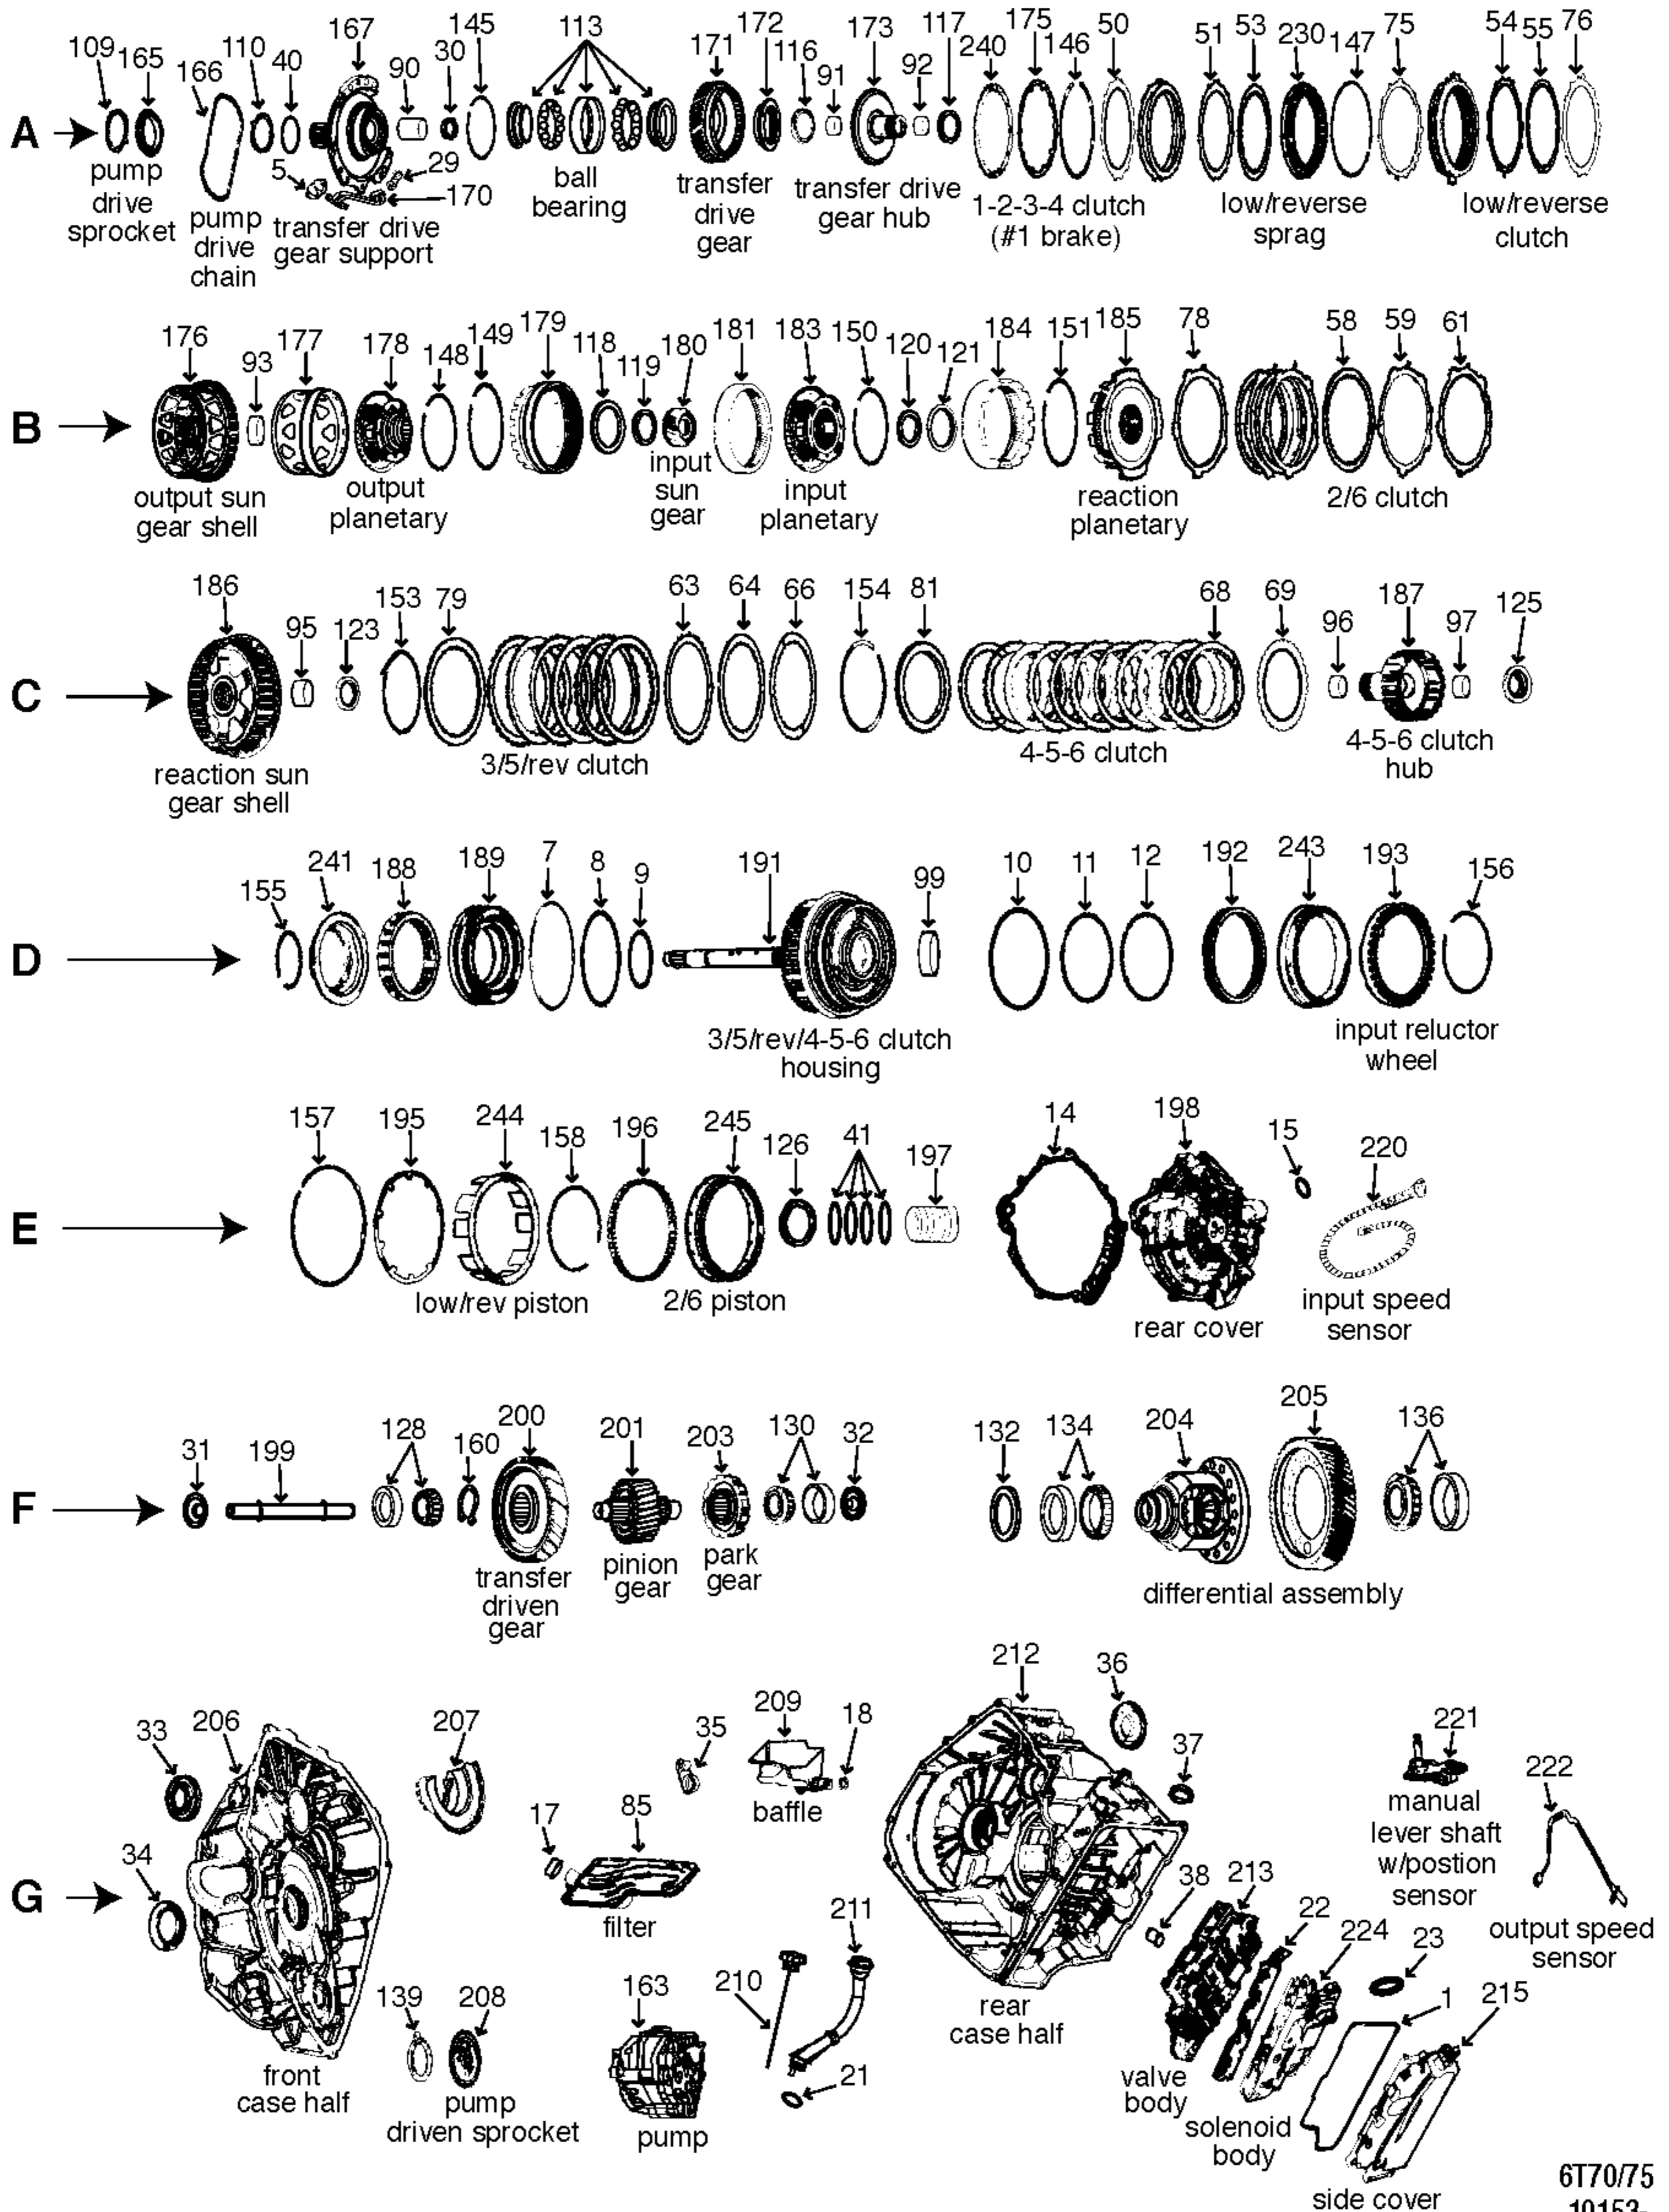 A
109 165 166 110 40 167 90 30 145 113 171 172 116 91 173 92 117 240 175 146 50 51 53 230 147 75 54 55 76
5 29 170
pump drive sprocket
pump drive chain
transfer drive gear support
ball bearing
transfer drive gear
transfer drive gear hub
1-2-3-4 clutch (#1 brake)
low/reverse sprag
low/reverse clutch
B
176 93 177 178 148 149 179 118 119 180 181 183 150 120 121 184 151 185 78 58 59 61
output sun gear shell
output planetary
input sun gear
input planetary
reaction planetary
2/6 clutch
C
186 95 123 153 79 63 64 66 154 81 68 69 96 187 97 125
reaction sun gear shell
3/5/rev clutch
4-5-6 clutch
4-5-6 clutch hub
D
155 241 188 189 7 8 9 191 99 10 11 12 192 243 193 156
3/5/rev/4-5-6 clutch housing
input reluctor wheel
E
157 195 244 158 196 245 126 41 197 14 198 15 220
low/rev piston
2/6 piston
rear cover
input speed sensor
F
31 199 128 160 200 201 203 130 32 132 134 204 205 136
transfer driven gear
pinion gear
park gear
differential assembly
G
33 206 207 35 209 18 212 36 37 221 222
34 17 85 211 38 213 22 224 23
139 208 163 210 21 1 215
baffle
filter
manual lever shaft w/postion sensor
output speed sensor
front case half
pump driven sprocket
pump
rear case half
valve body
solenoid body
side cover
6T70/75